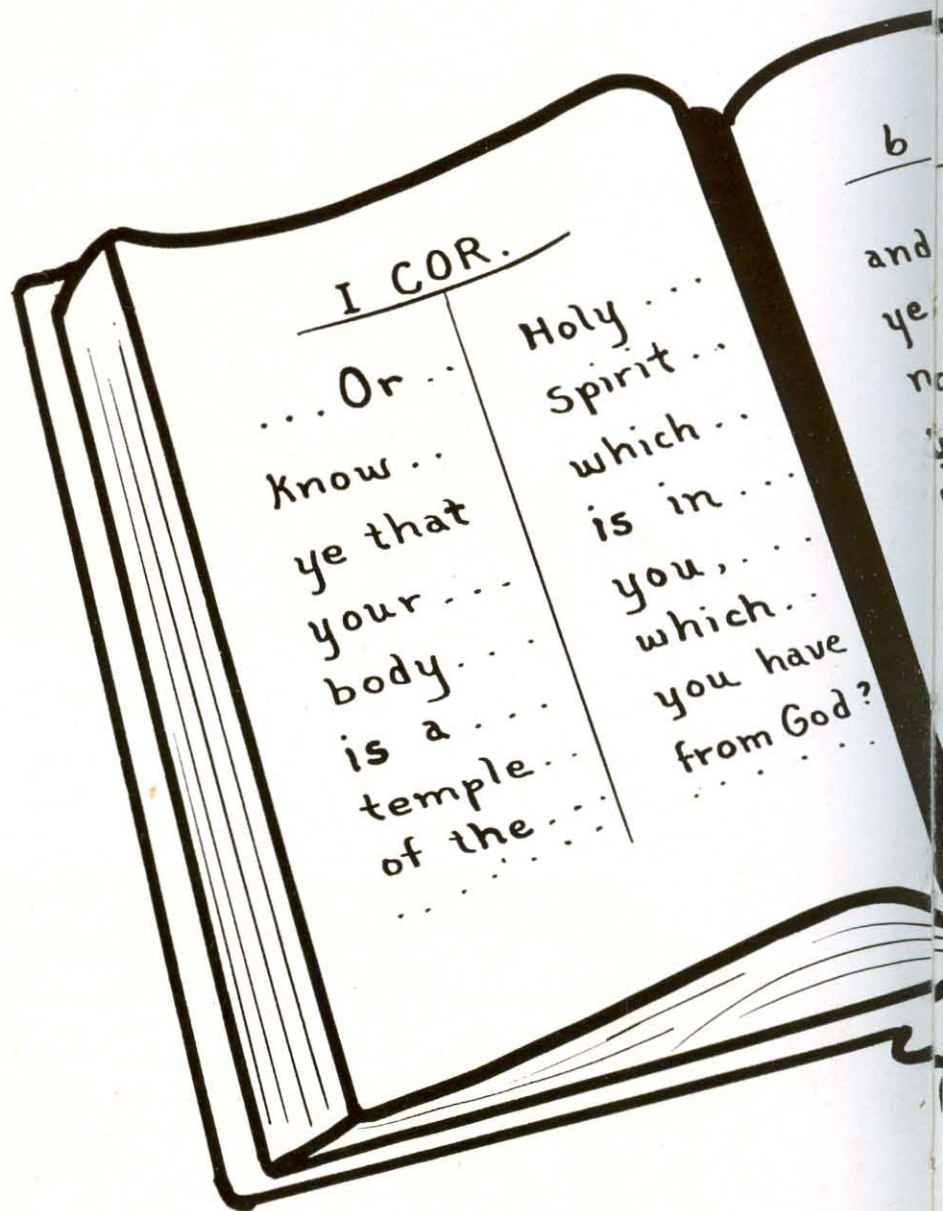 I COR.
...Or..
Know..
ye that
your...
body...
is a...
temple..
of the...
.......
Holy...
Spirit..
which..
is in...
you,...
which..
you have
from God?
......
b
and
ye